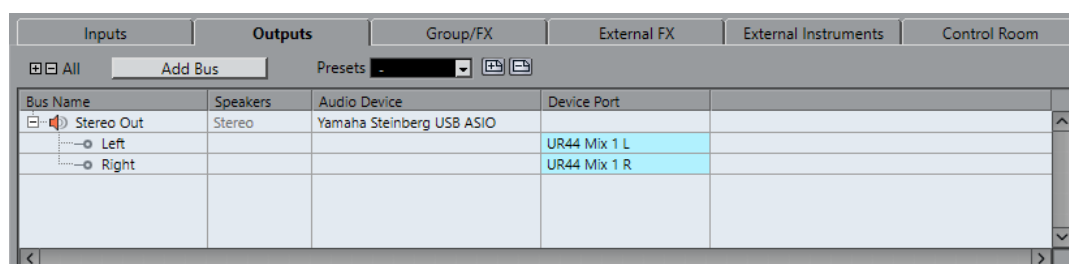 Inputs Outputs Group/FX External FX External Instruments Control Room
All Add Bus Presets -
Bus Name Speakers Audio Device Device Port
Stereo Out Stereo Yamaha Steinberg USB ASIO
Left UR44 Mix 1 L
Right UR44 Mix 1 R